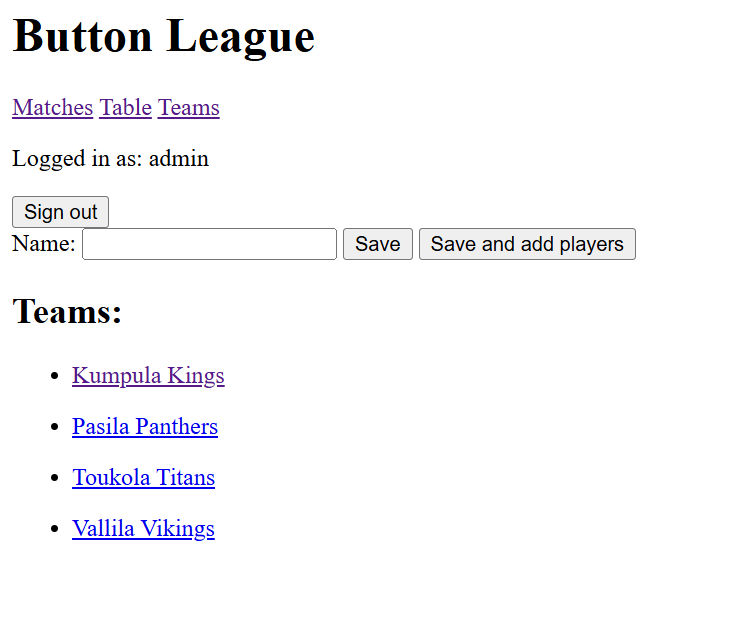 Button League
Matches Table Teams
Logged in as: admin
Sign out
Name: Save Save and add players
Teams:
Kumpula Kings
Pasila Panthers
Toukola Titans
Vallila Vikings